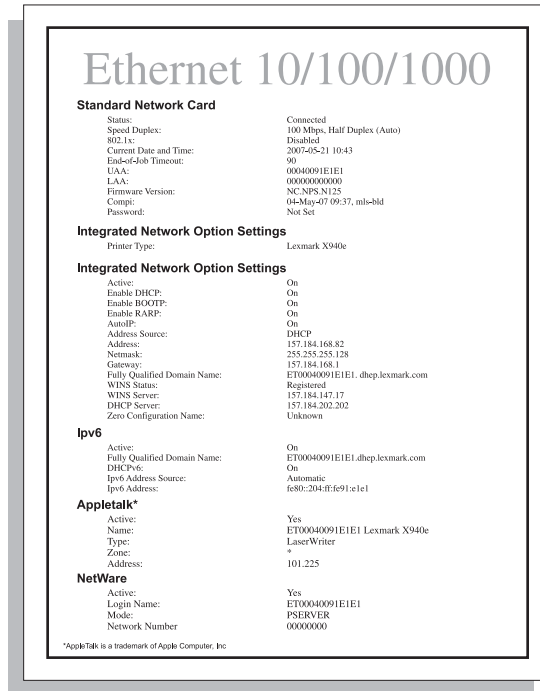 Ethernet 10/100/1000
Standard Network Card
Status: Connected
Speed Duplex: 100 Mbps, Half Duplex (Auto)
802.1x: Disabled
Current Date and Time: 2007-05-21 10:43
End-of-Job Timeout: 90
UAA: 00040091E1E1
LAA: 000000000000
Firmware Version: NC.NPS.N125
Compi: 04-May-07 09:37, mls-bld
Password: Not Set
Integrated Network Option Settings
Printer Type: Lexmark X940e
Integrated Network Option Settings
Active: On
Enable DHCP: On
Enable BOOTP: On
Enable RARP: On
AutoIP: On
Address Source: DHCP
Address: 157.184.168.82
Netmask: 255.255.255.128
Gateway: 157.184.168.1
Fully Qualified Domain Name: ET00040091E1E1. dhep.lexmark.com
WINS Status: Registered
WINS Server: 157.184.147.17
DHCP Server: 157.184.202.202
Zero Configuration Name: Unknown
Ipv6
Active: On
Fully Qualified Domain Name: ET00040091E1E1.dhep.lexmark.com
DHCPv6: On
Ipv6 Address Source: Automatic
Ipv6 Address: fe80::204:ff:fe91:e1e1
Appletalk*
Active: Yes
Name: ET00040091E1E1 Lexmark X940e
Type: LaserWriter
Zone: *
Address: 101.225
NetWare
Active: Yes
Login Name: ET00040091E1E1
Mode: PSERVER
Network Number 00000000
*AppleTalk is a trademark of Apple Computer, Inc